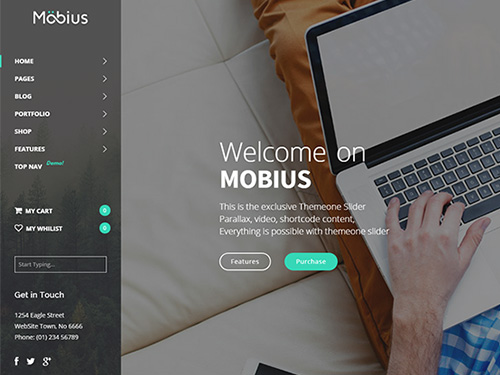 Möbius
HOME
PAGES
BLOG
PORTFOLIO
SHOP
FEATURES
TOP NAV Demo!
MY CART 0
MY WHILIST 0
Start Typing...
Get in Touch
1254 Eagle Street
WebSite Town, No 6666
Phone: (01) 234 56789
Welcome on
MOBIUS
This is the exclusive Themeone Slider
Parallax, video, shortcode content,
Everything is possible with themeone slider
Features
Purchase